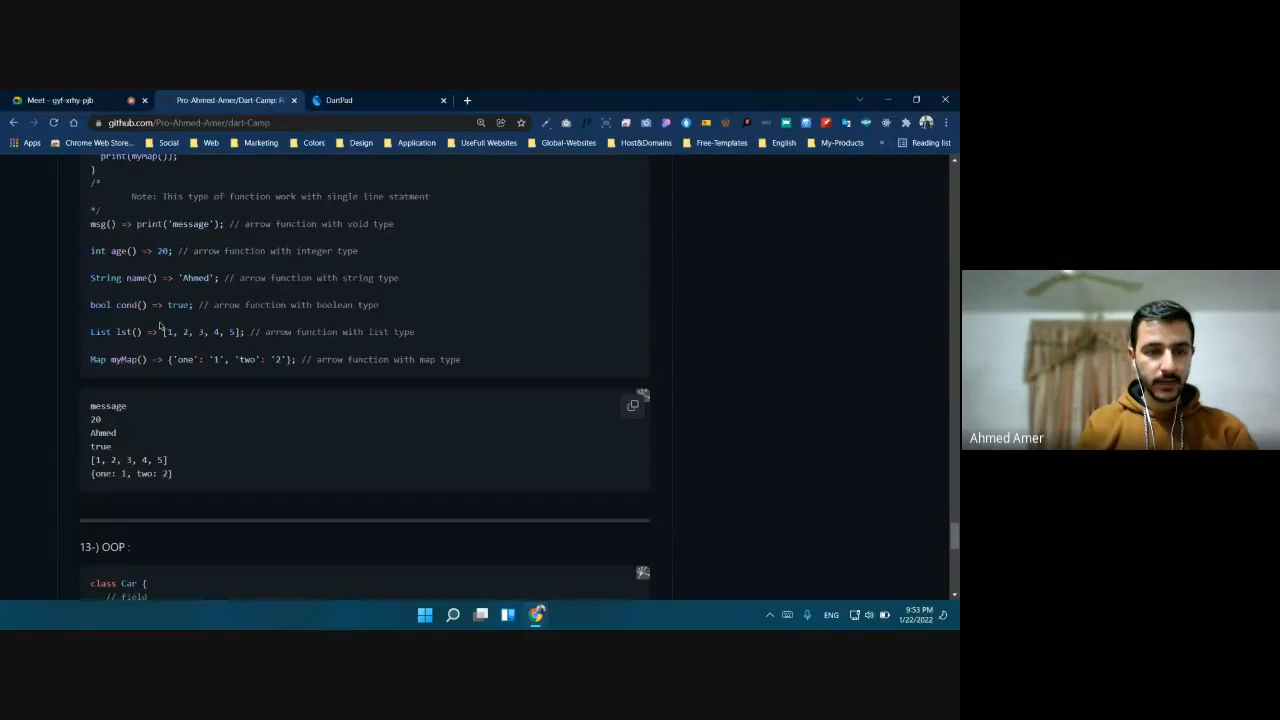 Meet - gyf-xrhy-pjb
Pro-Ahmed-Amer/Dart-Camp: R
DartPad
github.com/Pro-Ahmed-Amer/dart-Camp
Apps
Chrome Web Store...
Social
Web
Marketing
Colors
Design
Application
UseFull Websites
Global-Websites
Host&Domains
Free-Templates
English
My-Products
»
Reading list
print(myMap());
}
/*
Note: This type of function work with single line statment
*/
msg() => print('message'); // arrow function with void type
int age() => 20; // arrow function with integer type
String name() => 'Ahmed'; // arrow function with string type
bool cond() => true; // arrow function with boolean type
List lst() => [1, 2, 3, 4, 5]; // arrow function with list type
Map myMap() => {'one': '1', 'two': '2'}; // arrow function with map type
message
20
Ahmed
true
[1, 2, 3, 4, 5]
{one: 1, two: 2}
13-) OOP :
class Car {
// field
Ahmed Amer
ENG
9:53 PM
1/22/2022